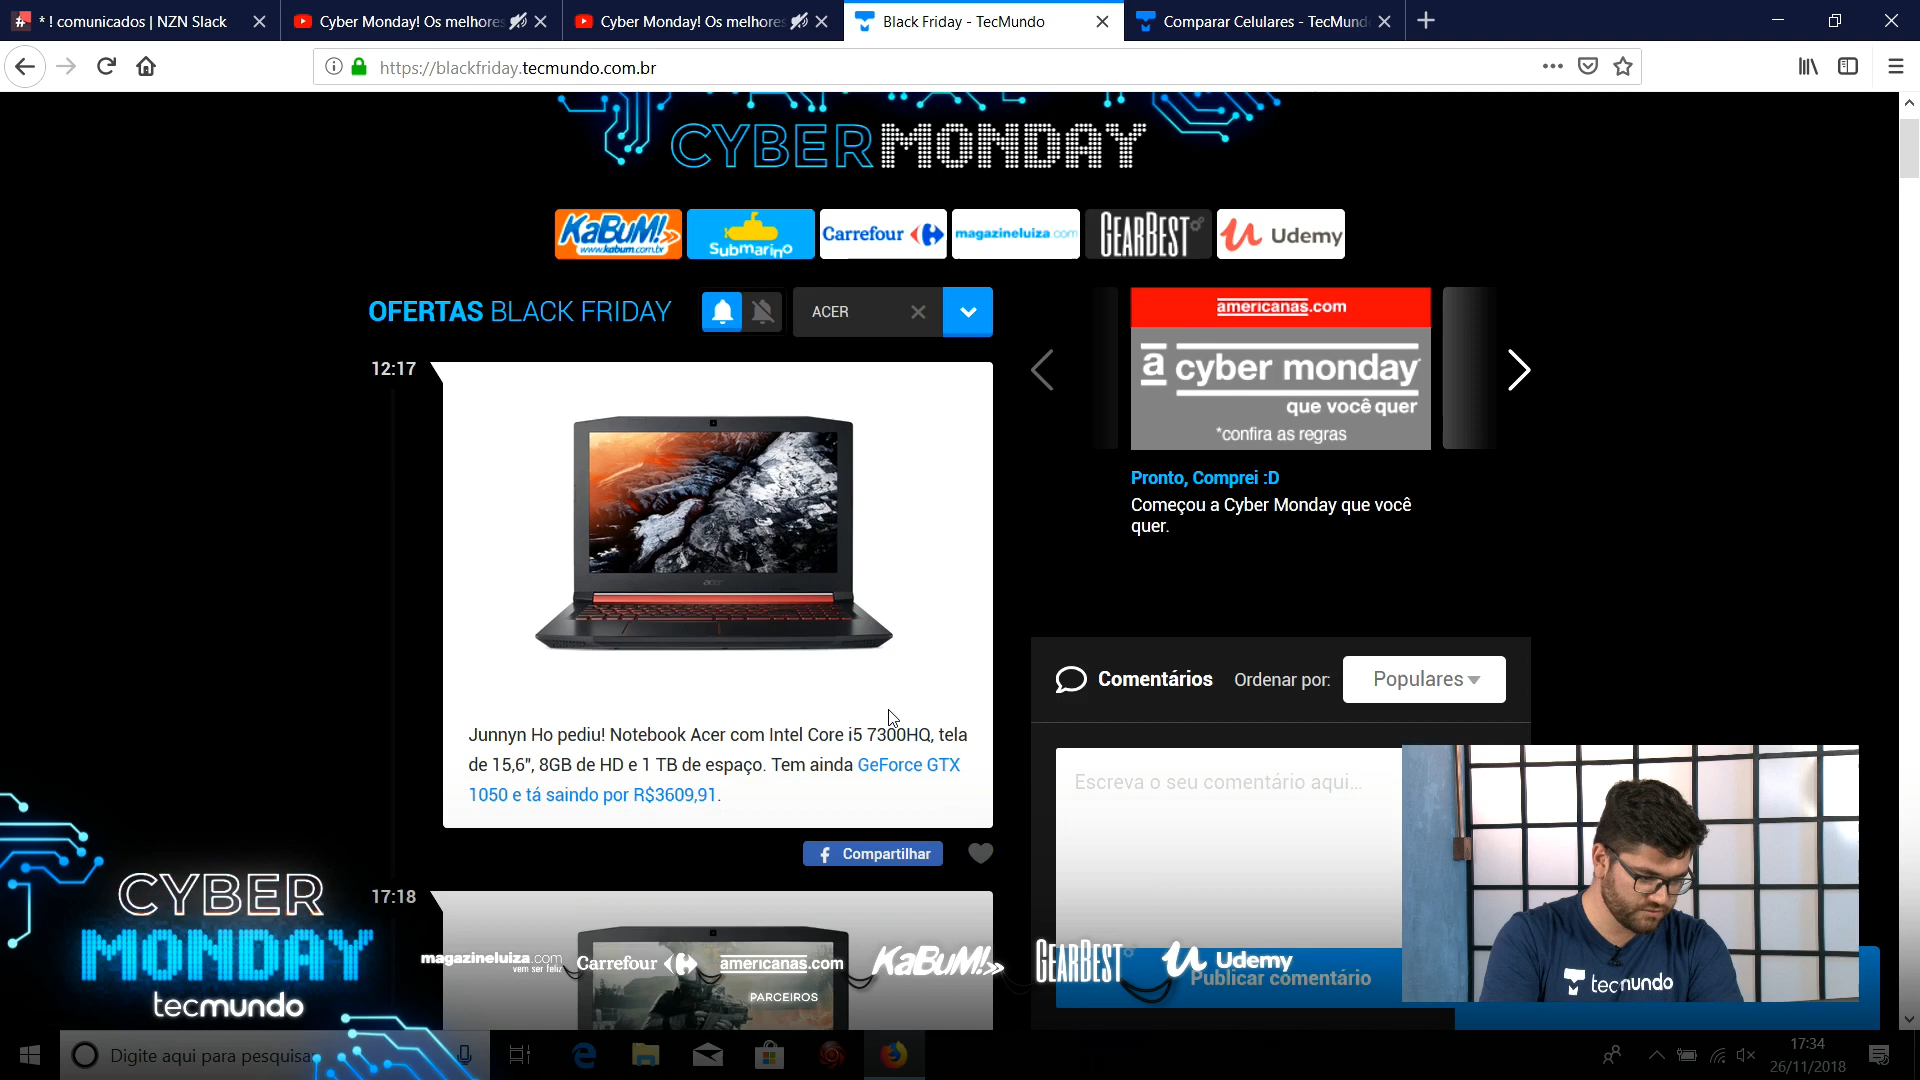 * ! comunicados | NZN Slack
Cyber Monday! Os melhores
Cyber Monday! Os melhores
Black Friday - TecMundo
Comparar Celulares - TecMund
https://blackfriday.tecmundo.com.br
CYBER MONDAY
KaBuM!
www.kabum.com.br
Submarino
Carrefour
magazineluiza.com
GEARBEST
Udemy
OFERTAS BLACK FRIDAY
ACER
americanas.com
a cyber monday
que você quer
*confira as regras
Pronto, Comprei :D
Começou a Cyber Monday que você
quer.
12:17
acer
Junnyn Ho pediu! Notebook Acer com Intel Core i5 7300HQ, tela
de 15,6", 8GB de HD e 1 TB de espaço. Tem ainda GeForce GTX
1050 e tá saindo por R$3609,91.
Compartilhar
17:18
Comentários
Ordenar por:
Populares
Escreva o seu comentário aqui...
Publicar comentário
CYBER
MONDAY
tecmundo
magazineluiza.com
vem ser feliz
Carrefour
americanas.com
KaBuM!
GEARBEST
Udemy
PARCEIROS
tecmundo
Digite aqui para pesquisar
17:34
26/11/2018